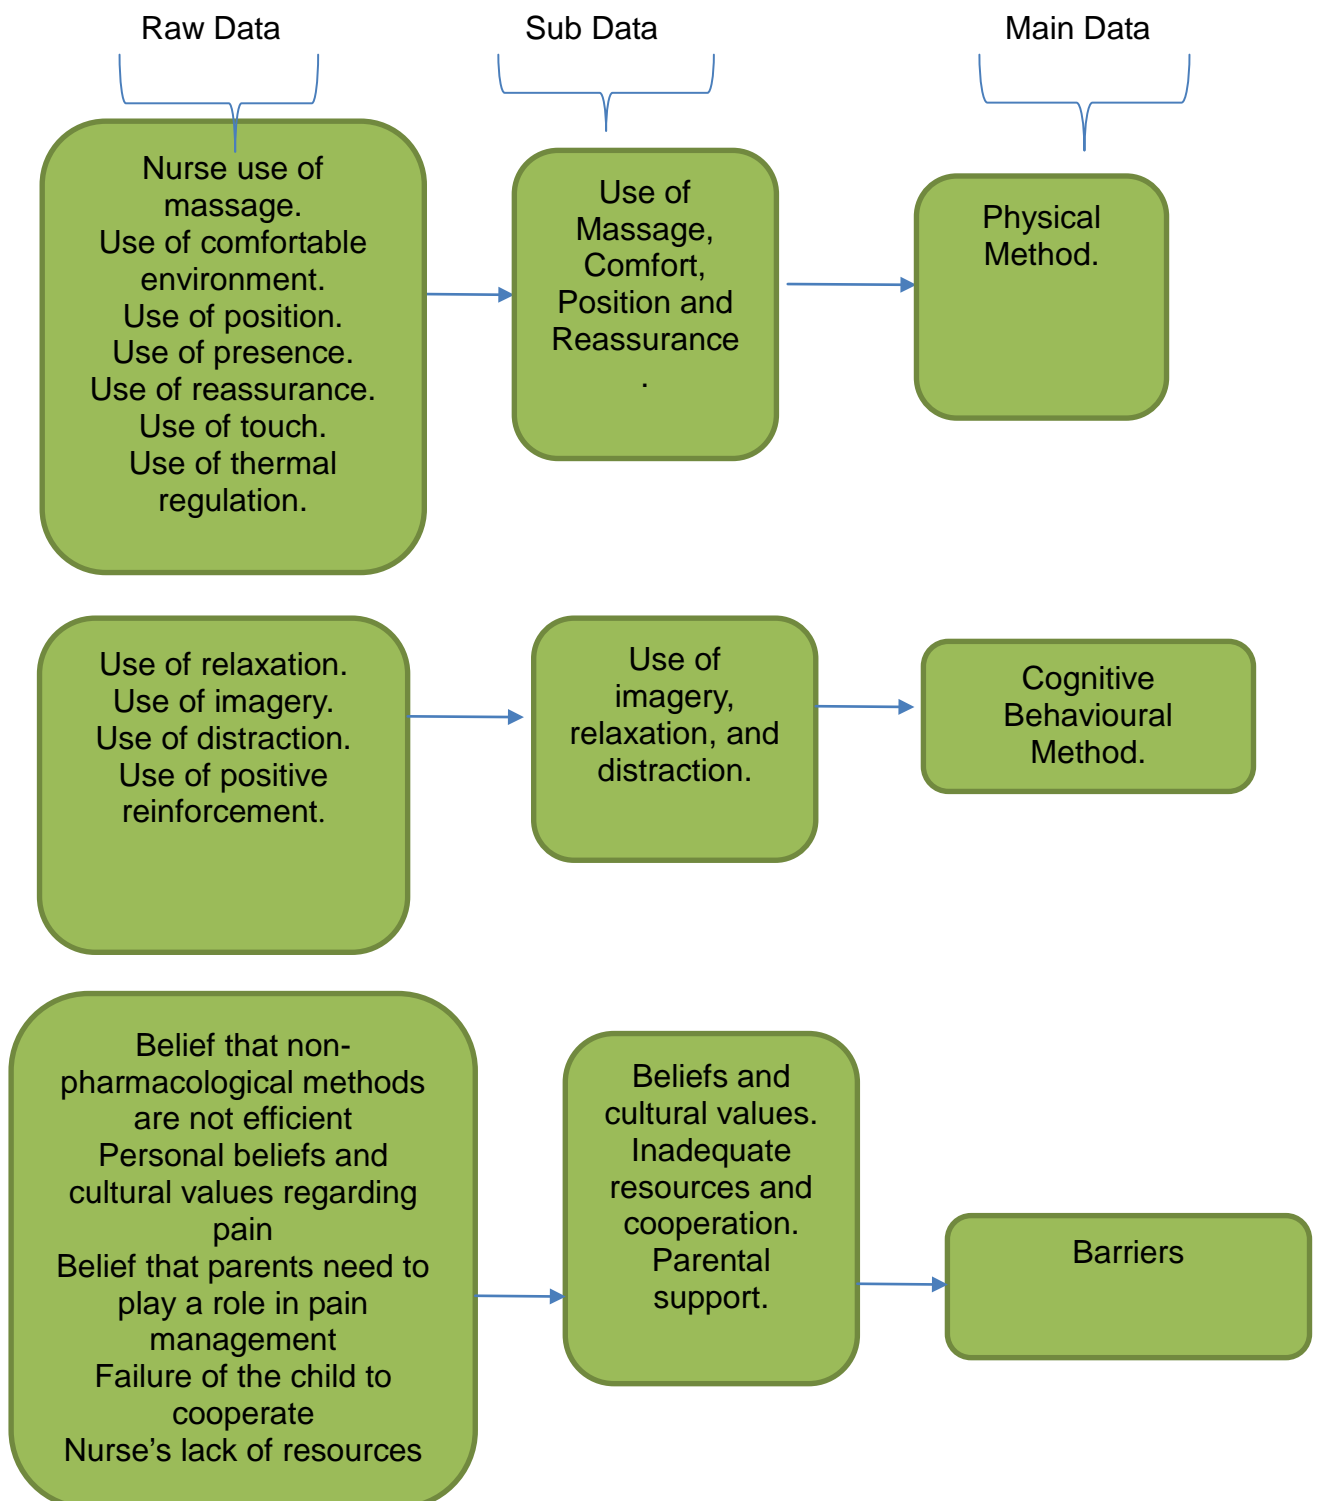 Raw Data
Sub Data
Main Data
Nurse use of
massage.
Use of comfortable
environment.
Use of position.
Use of presence.
Use of reassurance.
Use of touch.
Use of thermal
regulation.
Use of
Massage,
Comfort,
Position and
Reassurance
.
Physical
Method.
Use of relaxation.
Use of imagery.
Use of distraction.
Use of positive
reinforcement.
Use of
imagery,
relaxation, and
distraction.
Cognitive
Behavioural
Method.
Belief that non-
pharmacological methods
are not efficient
Personal beliefs and
cultural values regarding
pain
Belief that parents need to
play a role in pain
management
Failure of the child to
cooperate
Nurse’s lack of resources
Beliefs and
cultural values.
Inadequate
resources and
cooperation.
Parental
support.
Barriers